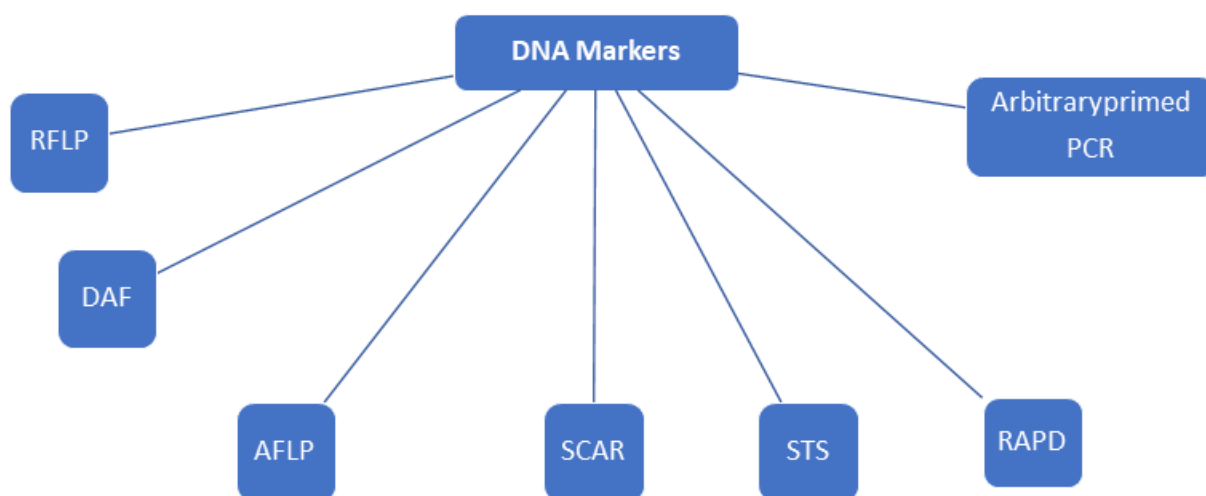 DNA Markers
RFLP
Arbitraryprimed
PCR
DAF
AFLP
SCAR
STS
RAPD